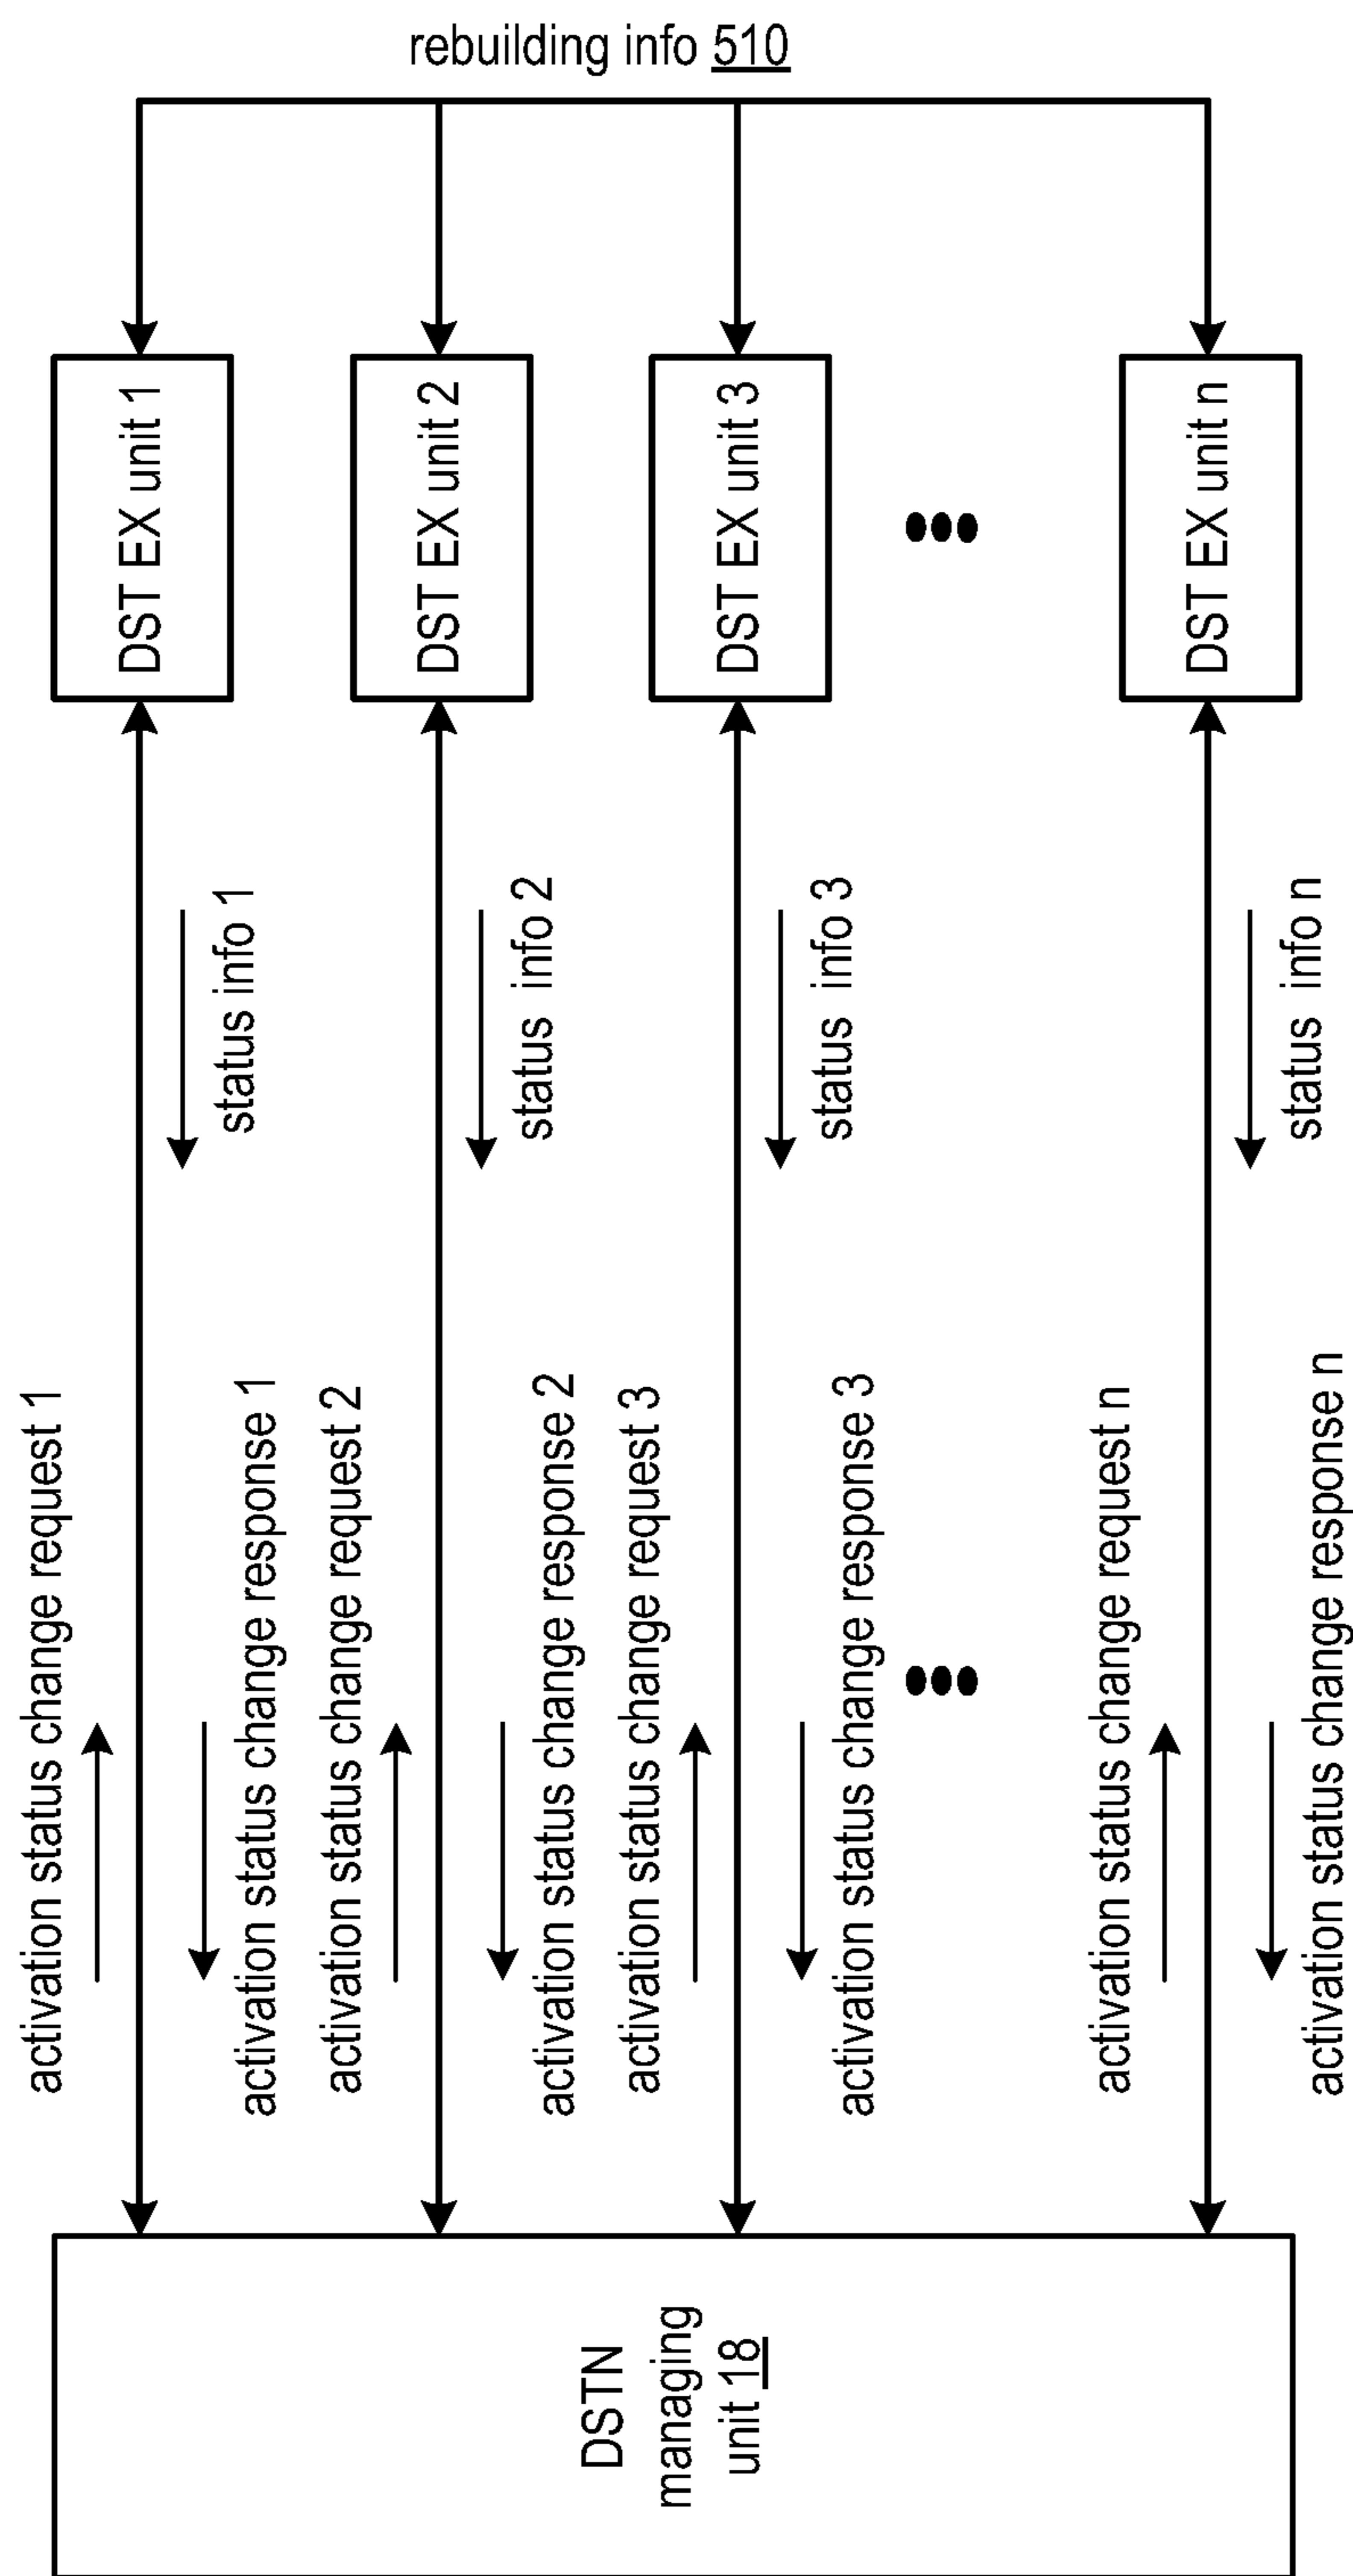 rebuilding info 510
DST EX unit 1
DST EX unit 2
DST EX unit 3
DST EX unit n
status info 1
status info 2
status info 3
status info n
activation status change request 1
activation status change response 1
activation status change request 2
activation status change response 2
activation status change request 3
activation status change response 3
activation status change request n
activation status change response n
DSTN
managing
unit 18